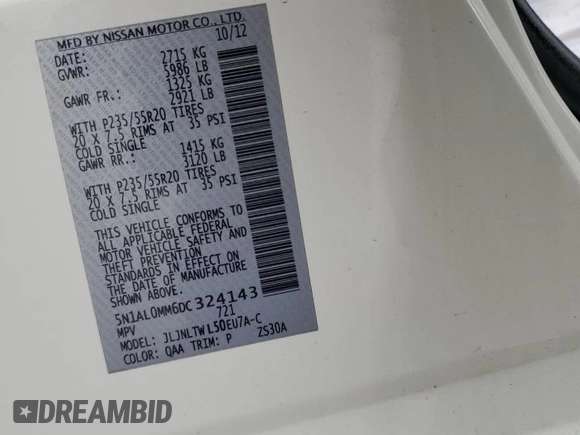 MFD BY NISSAN MOTOR CO., LTD.
DATE: 10/12
GVWR: 2715 KG
5986 LB
GAWR FR.: 1325 KG
2921 LB
WITH P235/55R20 TIRES
20 X 7.5 RIMS AT 35 PSI
COLD SINGLE
GAWR RR.: 1415 KG
3120 LB
WITH P235/55R20 TIRES
20 X 7.5 RIMS AT 35 PSI
COLD SINGLE
THIS VEHICLE CONFORMS TO
ALL APPLICABLE FEDERAL
MOTOR VEHICLE SAFETY AND
THEFT PREVENTION
STANDARDS IN EFFECT ON
DATE OF MANUFACTURE
SHOWN ABOVE.
5N1AL0MM6DC324143
MPV 721
MODEL: JLJNLTWL50EU7A-C
COLOR: QAA TRIM: P ZS30A
DREAMBID